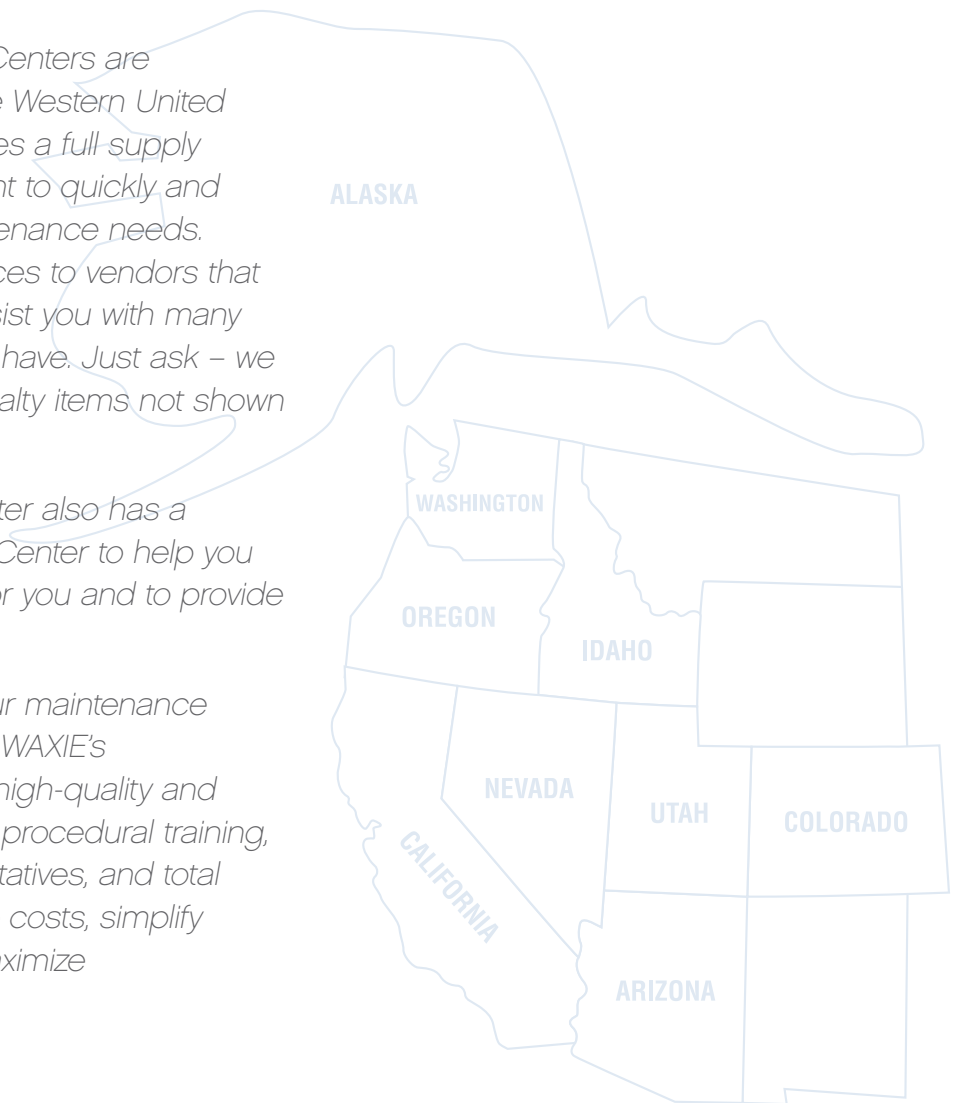 Centers are
e Western United
es a full supply
nt to quickly and
enance needs.
ces to vendors that
sist you with many
have. Just ask – we
alty items not shown
ter also has a
Center to help you
or you and to provide
ur maintenance
WAXIE's
high-quality and
procedural training,
tatives, and total
costs, simplify
aximize
ALASKA
WASHINGTON
OREGON
IDAHO
NEVADA
UTAH
COLORADO
CALIFORNIA
ARIZONA